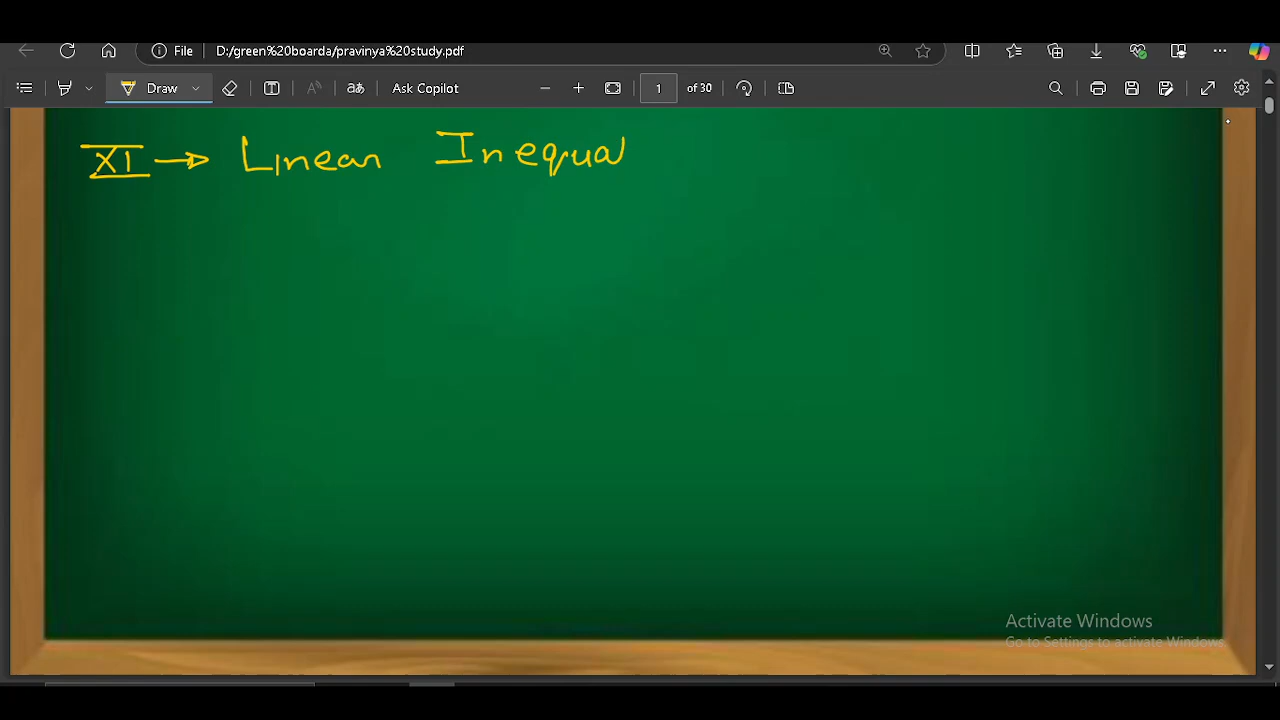 File D:/green%20boarda/pravinya%20study.pdf
Draw Ask Copilot 1 of 30
XI → Linear Inequal
Activate Windows
Go to Settings to activate Windows.